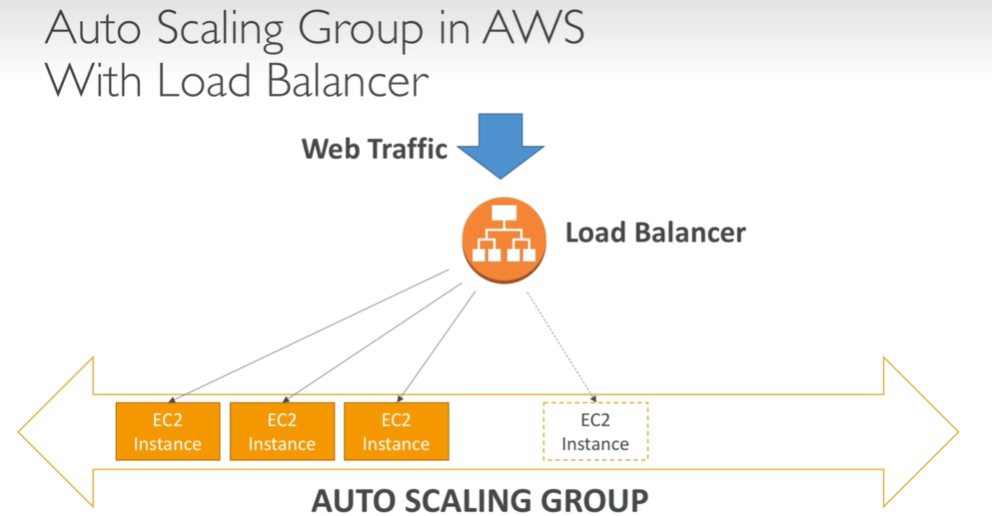 Auto Scaling Group in AWS
With Load Balancer
Web Traffic
Load Balancer
EC2
Instance
EC2
Instance
EC2
Instance
EC2
Instance
AUTO SCALING GROUP